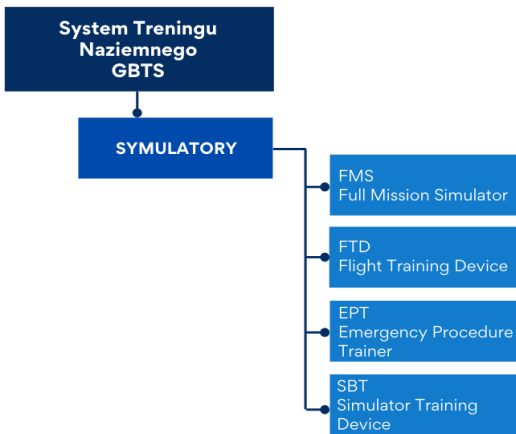 System Treningu
Naziemnego
GBTS
SYMULATORY
FMS
Full Mission Simulator
FTD
Flight Training Device
EPT
Emergency Procedure
Trainer
SBT
Simulator Training
Device